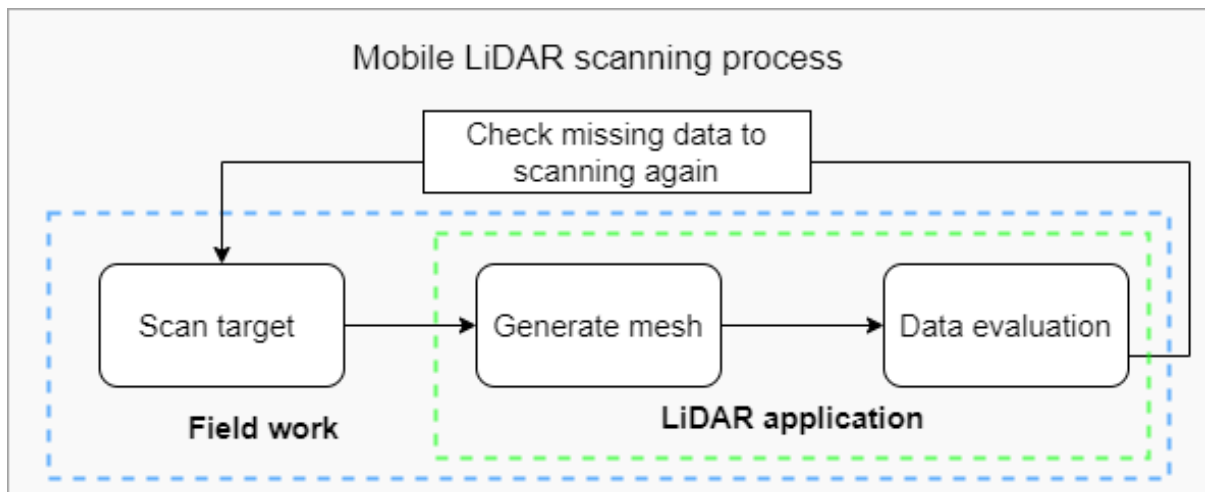 Mobile LiDAR scanning process
Check missing data to
scanning again
Scan target
Generate mesh
Data evaluation
Field work
LiDAR application